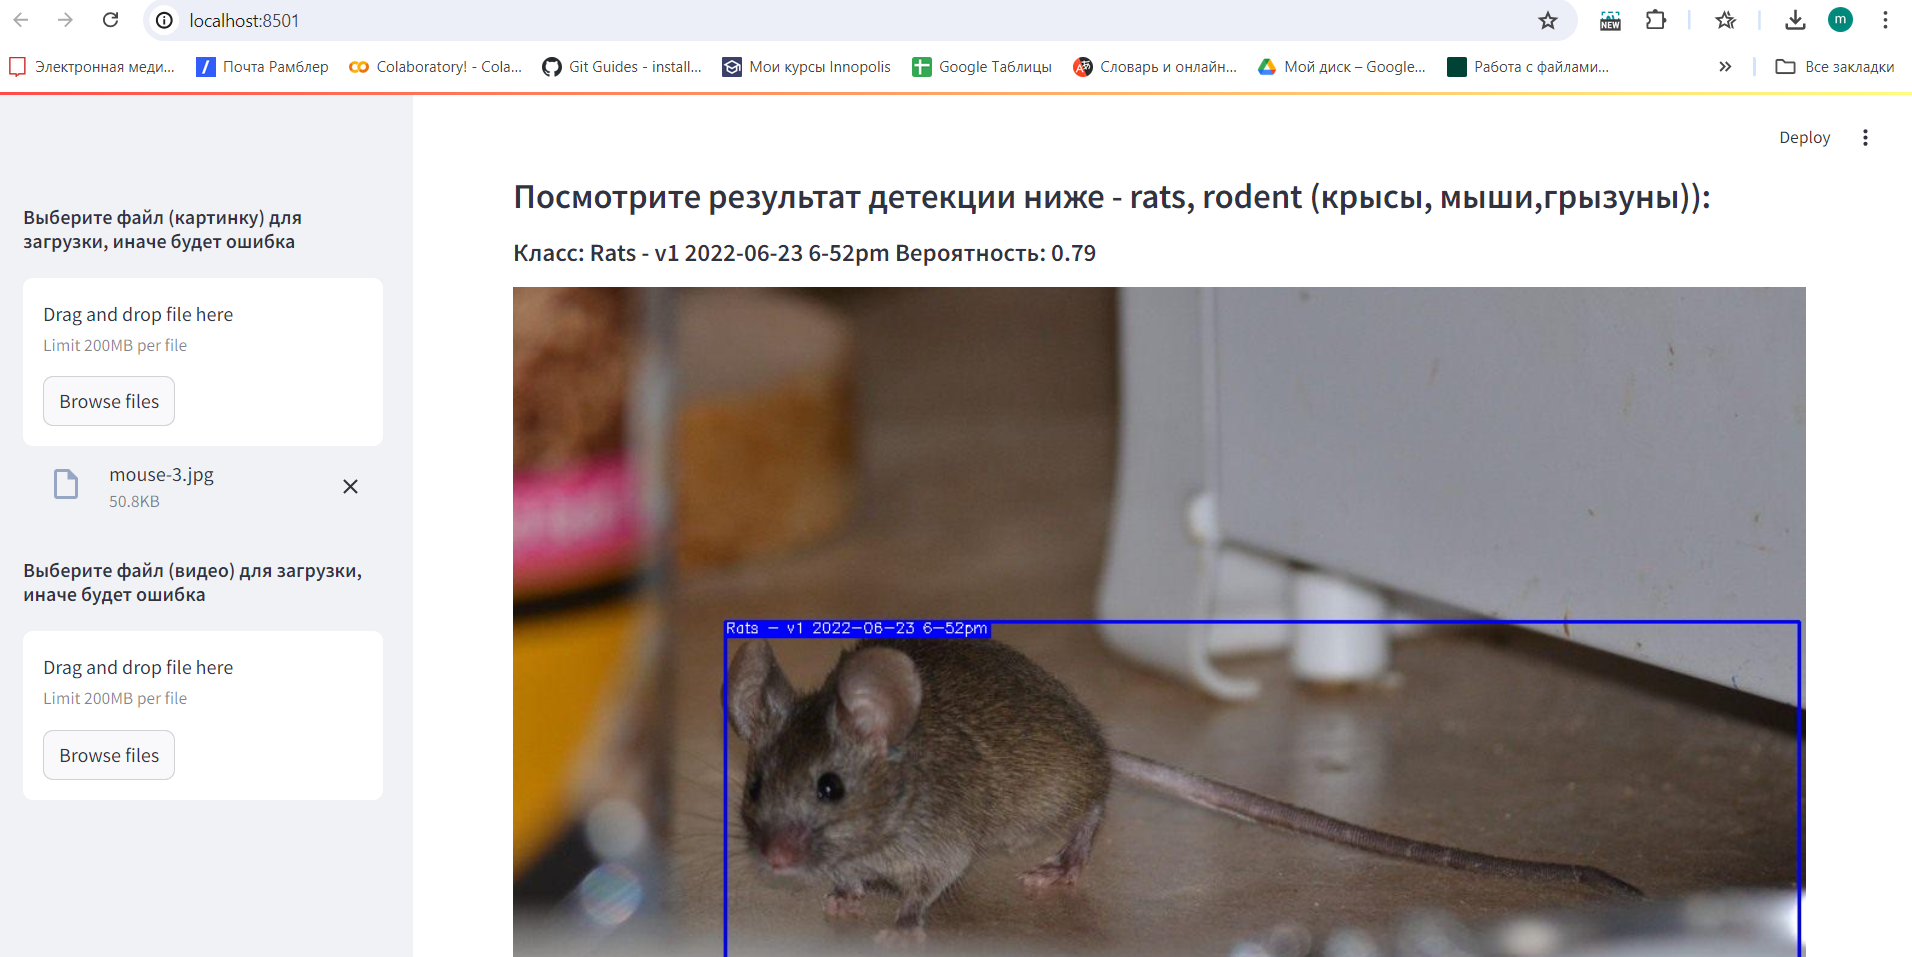 localhost:8501
NEW
m
Электронная меди...
Почта Рамблер
Colaboratory! - Cola...
Git Guides - install...
Мои курсы Innopolis
Google Таблицы
Словарь и онлайн...
Мой диск – Google...
Работа с файлами...
Все закладки
Deploy
Выберите файл (картинку) для
загрузки, иначе будет ошибка
Drag and drop file here
Limit 200MB per file
Browse files
mouse-3.jpg
50.8KB
Выберите файл (видео) для загрузки,
иначе будет ошибка
Drag and drop file here
Limit 200MB per file
Browse files
Посмотрите результат детекции ниже - rats, rodent (крысы, мыши,грызуны)):
Класс: Rats - v1 2022-06-23 6-52pm Вероятность: 0.79
Rats - v1 2022-06-23 6-52pm